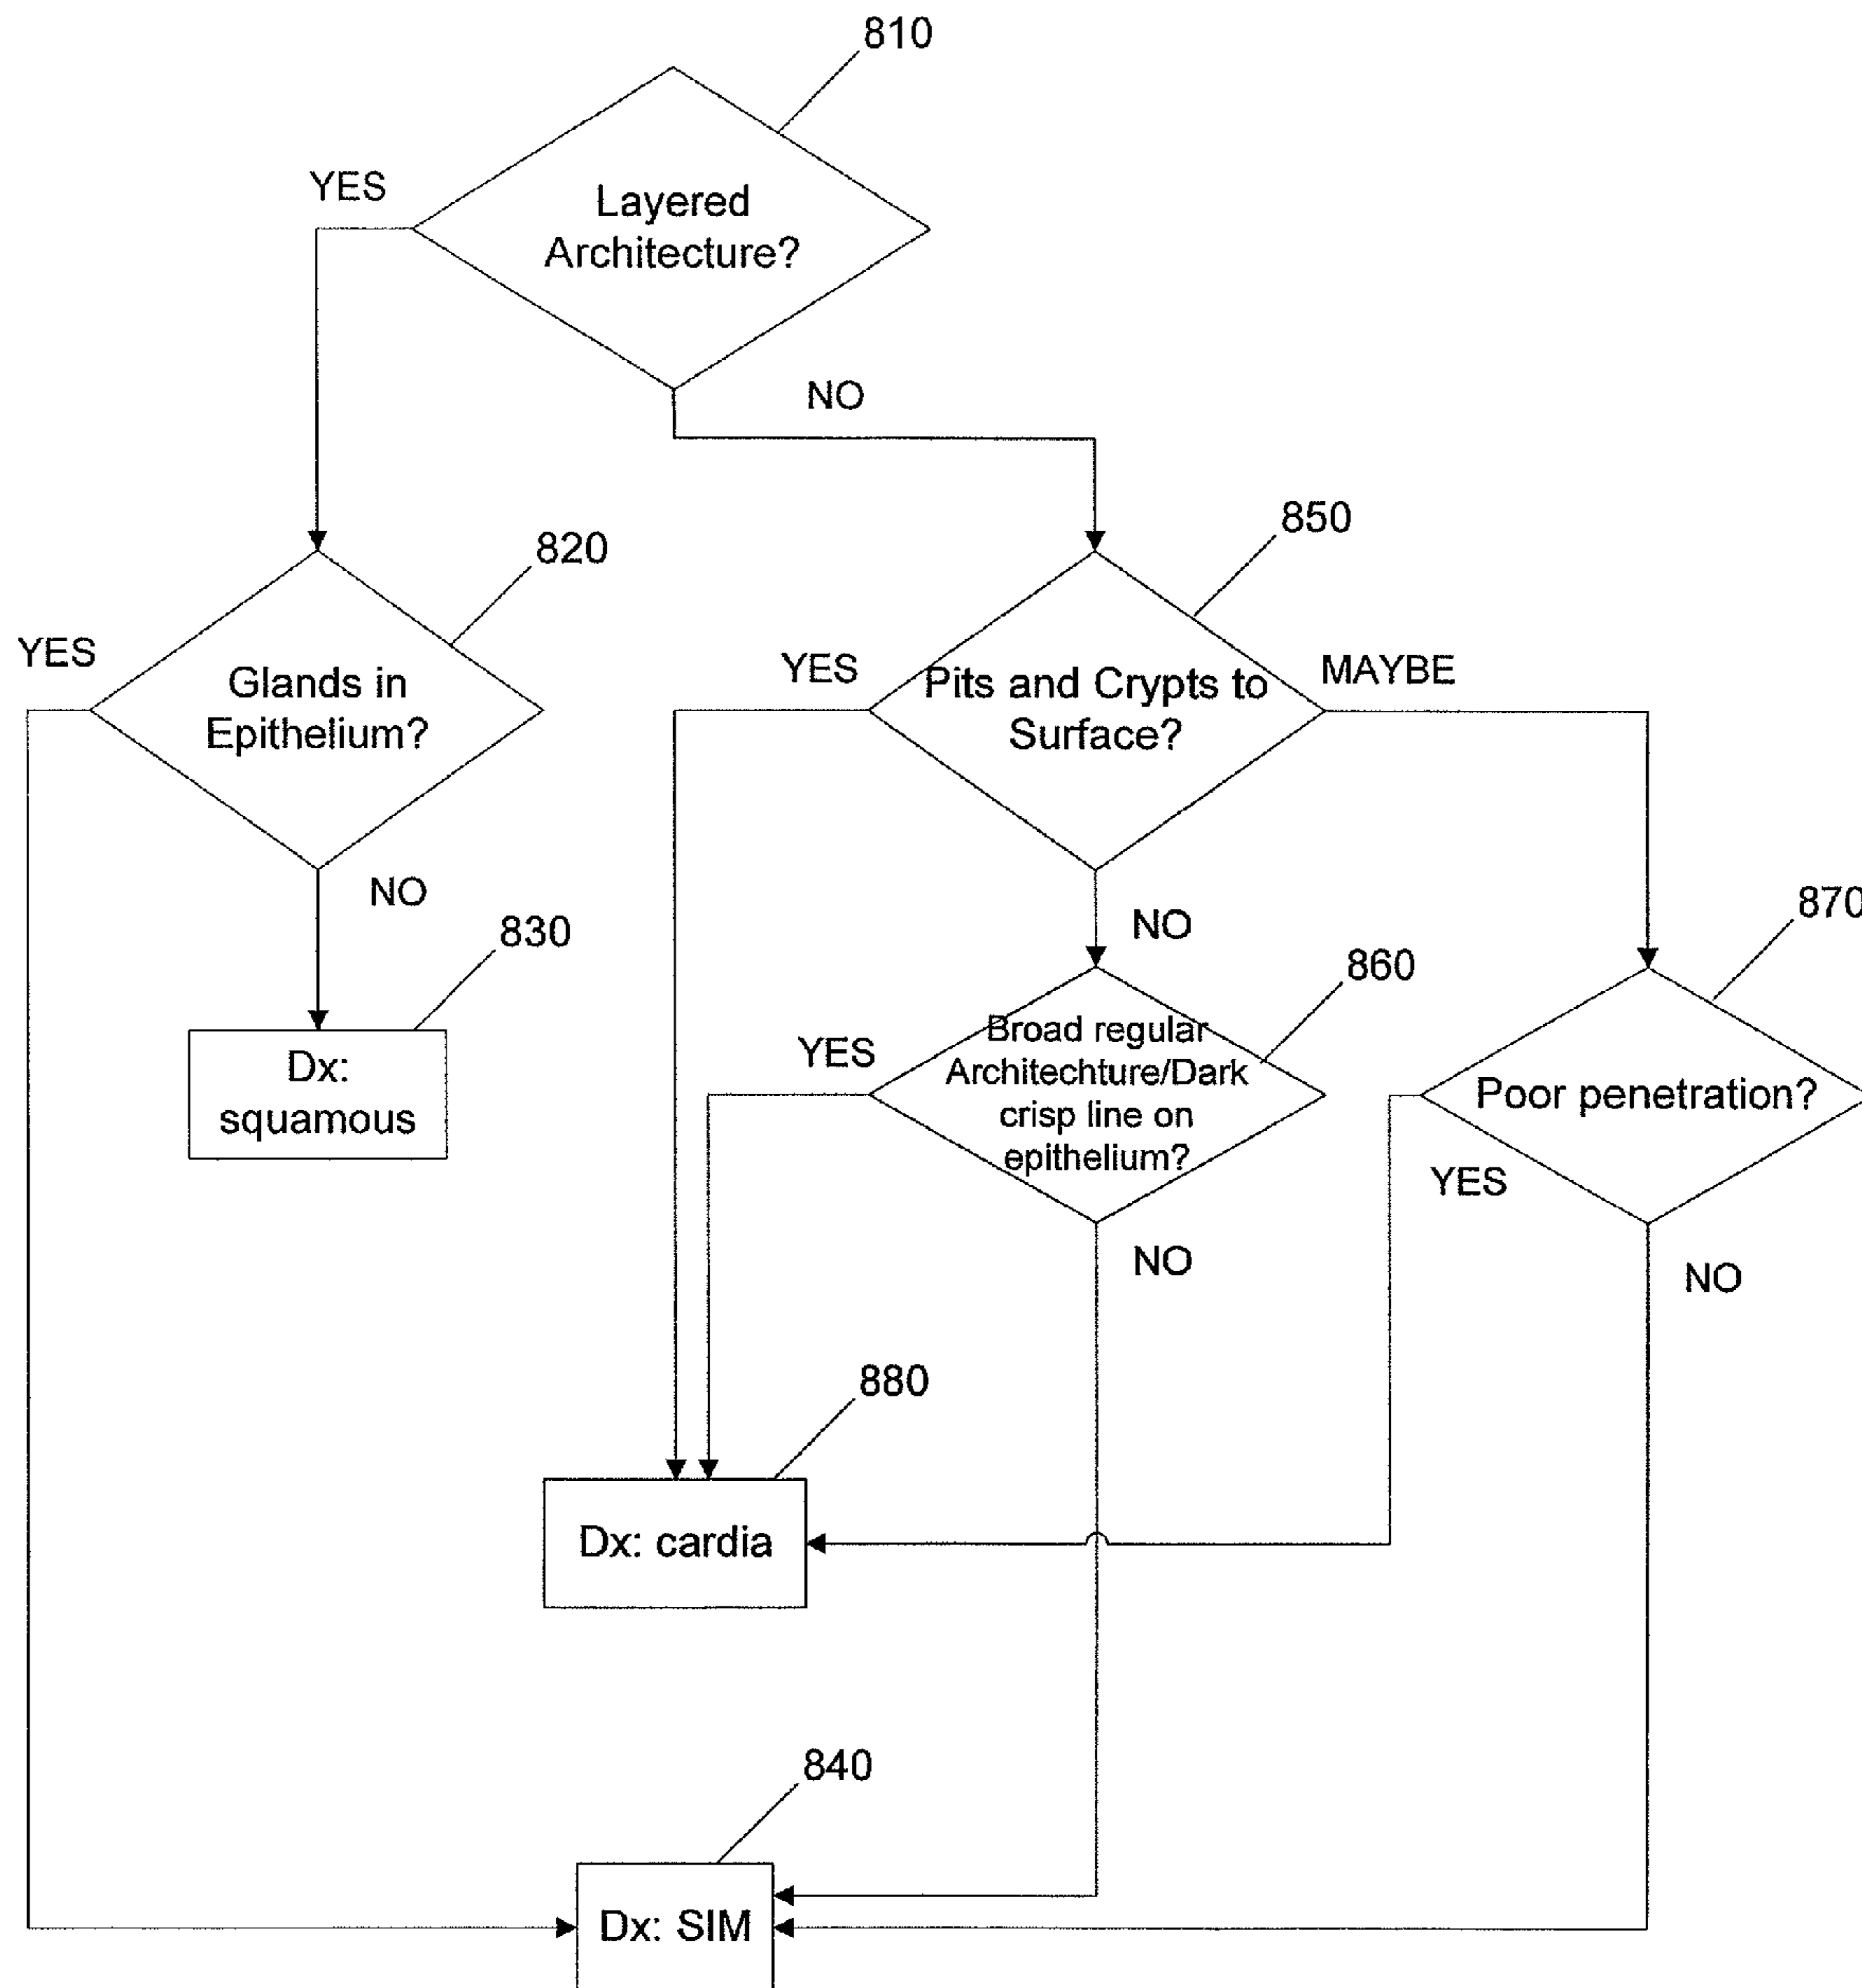 810
YES
Layered
Architecture?
NO
850
820
YES
Glands in
Epithelium?
YES
Pits and Crypts to
Surface?
MAYBE
NO
830
Dx:
squamous
NO
870
860
YES
Broad regular
Architechture/Dark
crisp line on
epithelium?
Poor penetration?
YES
NO
NO
880
Dx: cardia
840
Dx: SIM